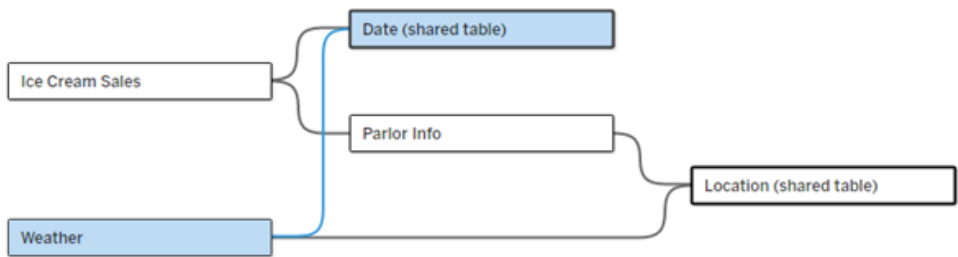 Date (shared table)
Ice Cream Sales
Parlor Info
Location (shared table)
Weather